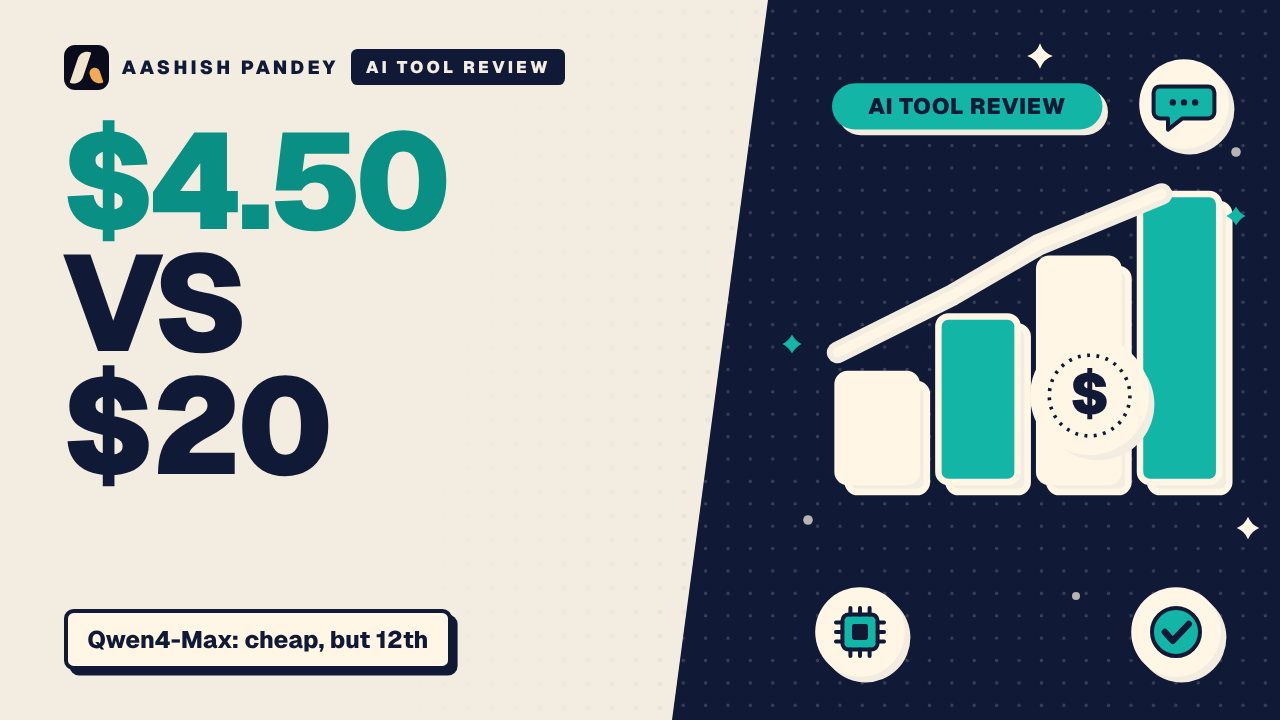 AASHISH PANDEY
AI TOOL REVIEW
$4.50
VS
$20
Qwen4-Max: cheap, but 12th
AI TOOL REVIEW
$